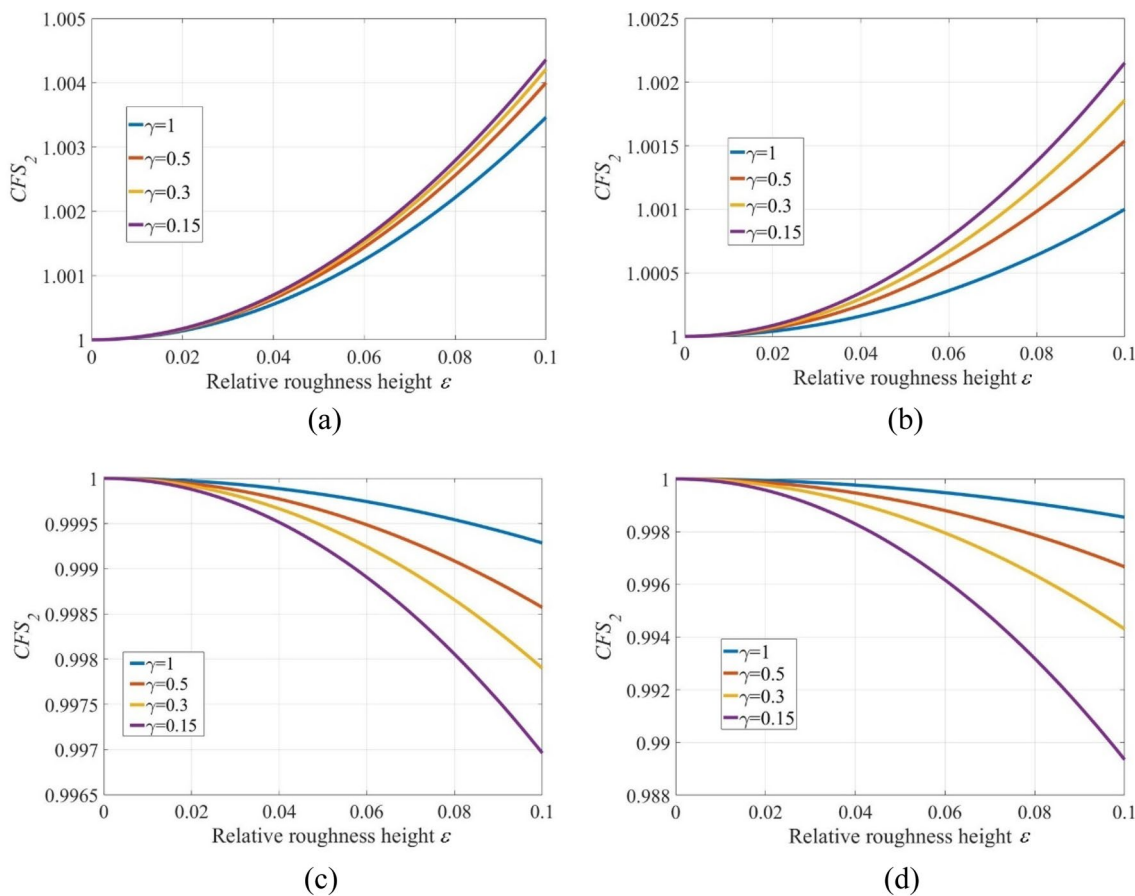 1.005
1.004
1.003
1.002
1.001
1
CFS2
γ=1
γ=0.5
γ=0.3
γ=0.15
0 0.02 0.04 0.06 0.08 0.1
Relative roughness height ε
(a)
1.0025
1.002
1.0015
1.001
1.0005
1
CFS2
γ=1
γ=0.5
γ=0.3
γ=0.15
0 0.02 0.04 0.06 0.08 0.1
Relative roughness height ε
(b)
1
0.9995
0.999
0.9985
0.998
0.9975
0.997
0.9965
CFS2
γ=1
γ=0.5
γ=0.3
γ=0.15
0 0.02 0.04 0.06 0.08 0.1
Relative roughness height ε
(c)
1
0.998
0.996
0.994
0.992
0.99
0.988
CFS2
γ=1
γ=0.5
γ=0.3
γ=0.15
0 0.02 0.04 0.06 0.08 0.1
Relative roughness height ε
(d)